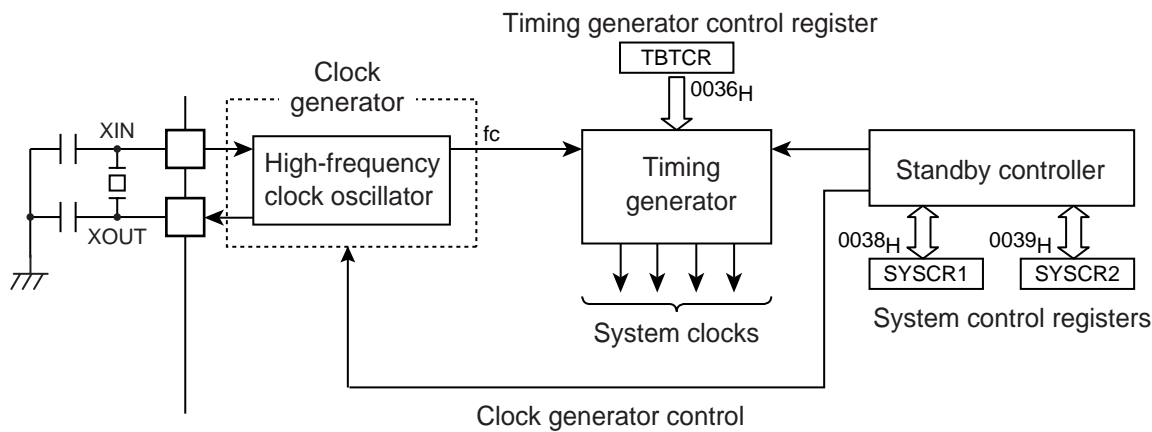 Timing generator control register
TBTCR
0036H
Clock
generator
XIN
fc
High-frequency
clock oscillator
Timing
generator
Standby controller
XOUT
0038H
0039H
SYSCR1
SYSCR2
System clocks
System control registers
Clock generator control